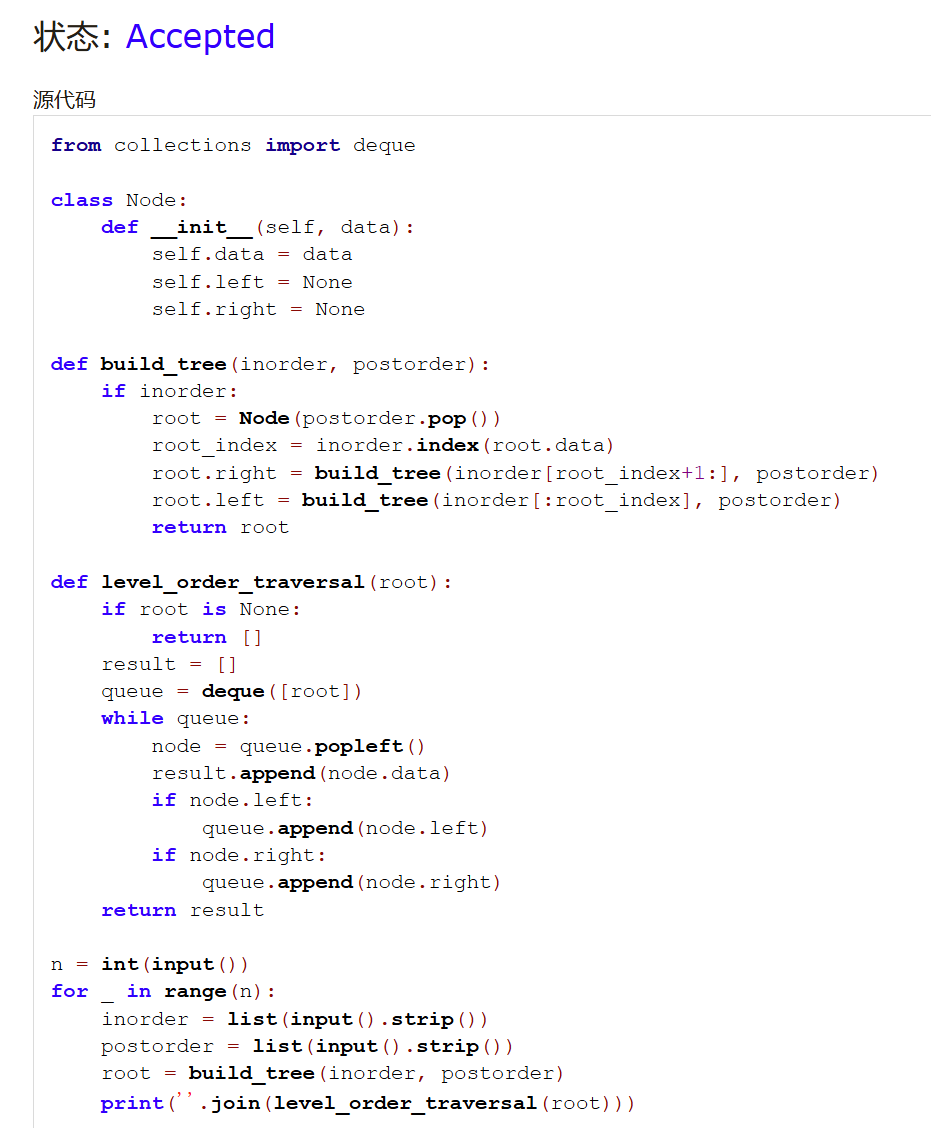 状态: Accepted
源代码
from collections import deque
class Node:
    def __init__(self, data):
        self.data = data
        self.left = None
        self.right = None
def build_tree(inorder, postorder):
    if inorder:
        root = Node(postorder.pop())
        root_index = inorder.index(root.data)
        root.right = build_tree(inorder[root_index+1:], postorder)
        root.left = build_tree(inorder[:root_index], postorder)
        return root
def level_order_traversal(root):
    if root is None:
        return []
    result = []
    queue = deque([root])
    while queue:
        node = queue.popleft()
        result.append(node.data)
        if node.left:
            queue.append(node.left)
        if node.right:
            queue.append(node.right)
    return result
n = int(input())
for _ in range(n):
    inorder = list(input().strip())
    postorder = list(input().strip())
    root = build_tree(inorder, postorder)
    print(''.join(level_order_traversal(root)))